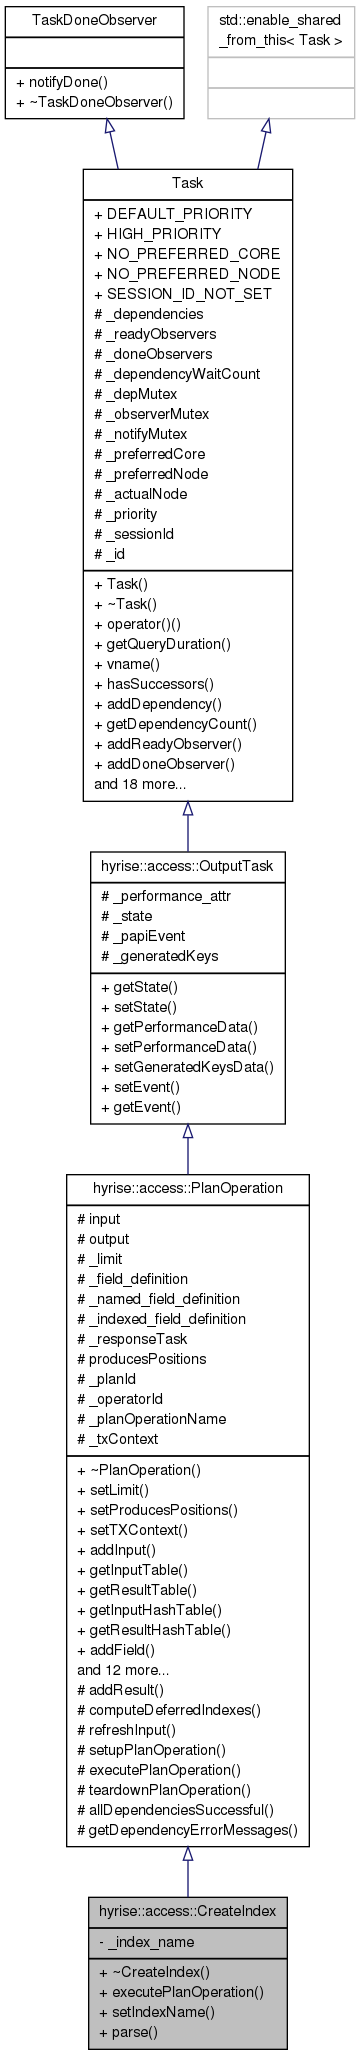 TaskDoneObserver
+ notifyDone()
+ ~TaskDoneObserver()
std::enable_shared
_from_this< Task >
Task
+ DEFAULT_PRIORITY
+ HIGH_PRIORITY
+ NO_PREFERRED_CORE
+ NO_PREFERRED_NODE
+ SESSION_ID_NOT_SET
# _dependencies
# _readyObservers
# _doneObservers
# _dependencyWaitCount
# _depMutex
# _observerMutex
# _notifyMutex
# _preferredCore
# _preferredNode
# _actualNode
# _priority
# _sessionId
# _id
+ Task()
+ ~Task()
+ operator()()
+ getQueryDuration()
+ vname()
+ hasSuccessors()
+ addDependency()
+ getDependencyCount()
+ addReadyObserver()
+ addDoneObserver()
and 18 more...
hyrise::access::OutputTask
# _performance_attr
# _state
# _papiEvent
# _generatedKeys
+ getState()
+ setState()
+ getPerformanceData()
+ setPerformanceData()
+ setGeneratedKeysData()
+ setEvent()
+ getEvent()
hyrise::access::PlanOperation
# input
# output
# _limit
# _field_definition
# _named_field_definition
# _indexed_field_definition
# _responseTask
# producesPositions
# _planId
# _operatorId
# _planOperationName
# _txContext
+ ~PlanOperation()
+ setLimit()
+ setProducesPositions()
+ setTXContext()
+ addInput()
+ getInputTable()
+ getResultTable()
+ getInputHashTable()
+ getResultHashTable()
+ addField()
and 12 more...
# addResult()
# computeDeferredIndexes()
# refreshInput()
# setupPlanOperation()
# executePlanOperation()
# teardownPlanOperation()
# allDependenciesSuccessful()
# getDependencyErrorMessages()
hyrise::access::CreateIndex
- _index_name
+ ~CreateIndex()
+ executePlanOperation()
+ setIndexName()
+ parse()